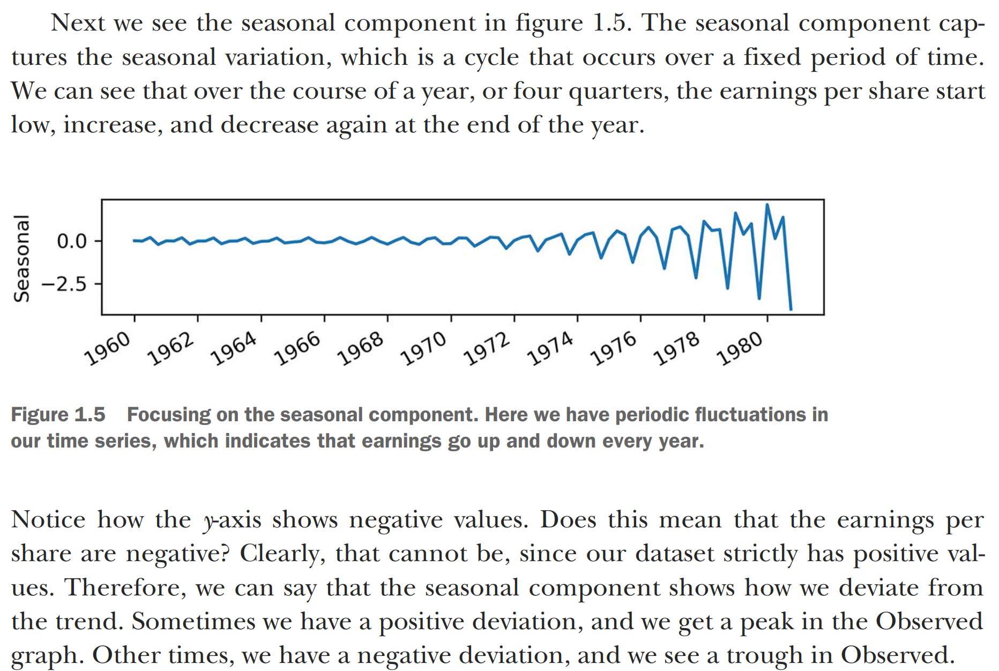 Next we see the seasonal component in figure 1.5. The seasonal component cap-
tures the seasonal variation, which is a cycle that occurs over a fixed period of time.
We can see that over the course of a year, or four quarters, the earnings per share start
low, increase, and decrease again at the end of the year.
Seasonal
0.0
−2.5
1960 1962 1964 1966 1968 1970 1972 1974 1976 1978 1980
Figure 1.5 Focusing on the seasonal component. Here we have periodic fluctuations in
our time series, which indicates that earnings go up and down every year.
Notice how the y-axis shows negative values. Does this mean that the earnings per
share are negative? Clearly, that cannot be, since our dataset strictly has positive val-
ues. Therefore, we can say that the seasonal component shows how we deviate from
the trend. Sometimes we have a positive deviation, and we get a peak in the Observed
graph. Other times, we have a negative deviation, and we see a trough in Observed.